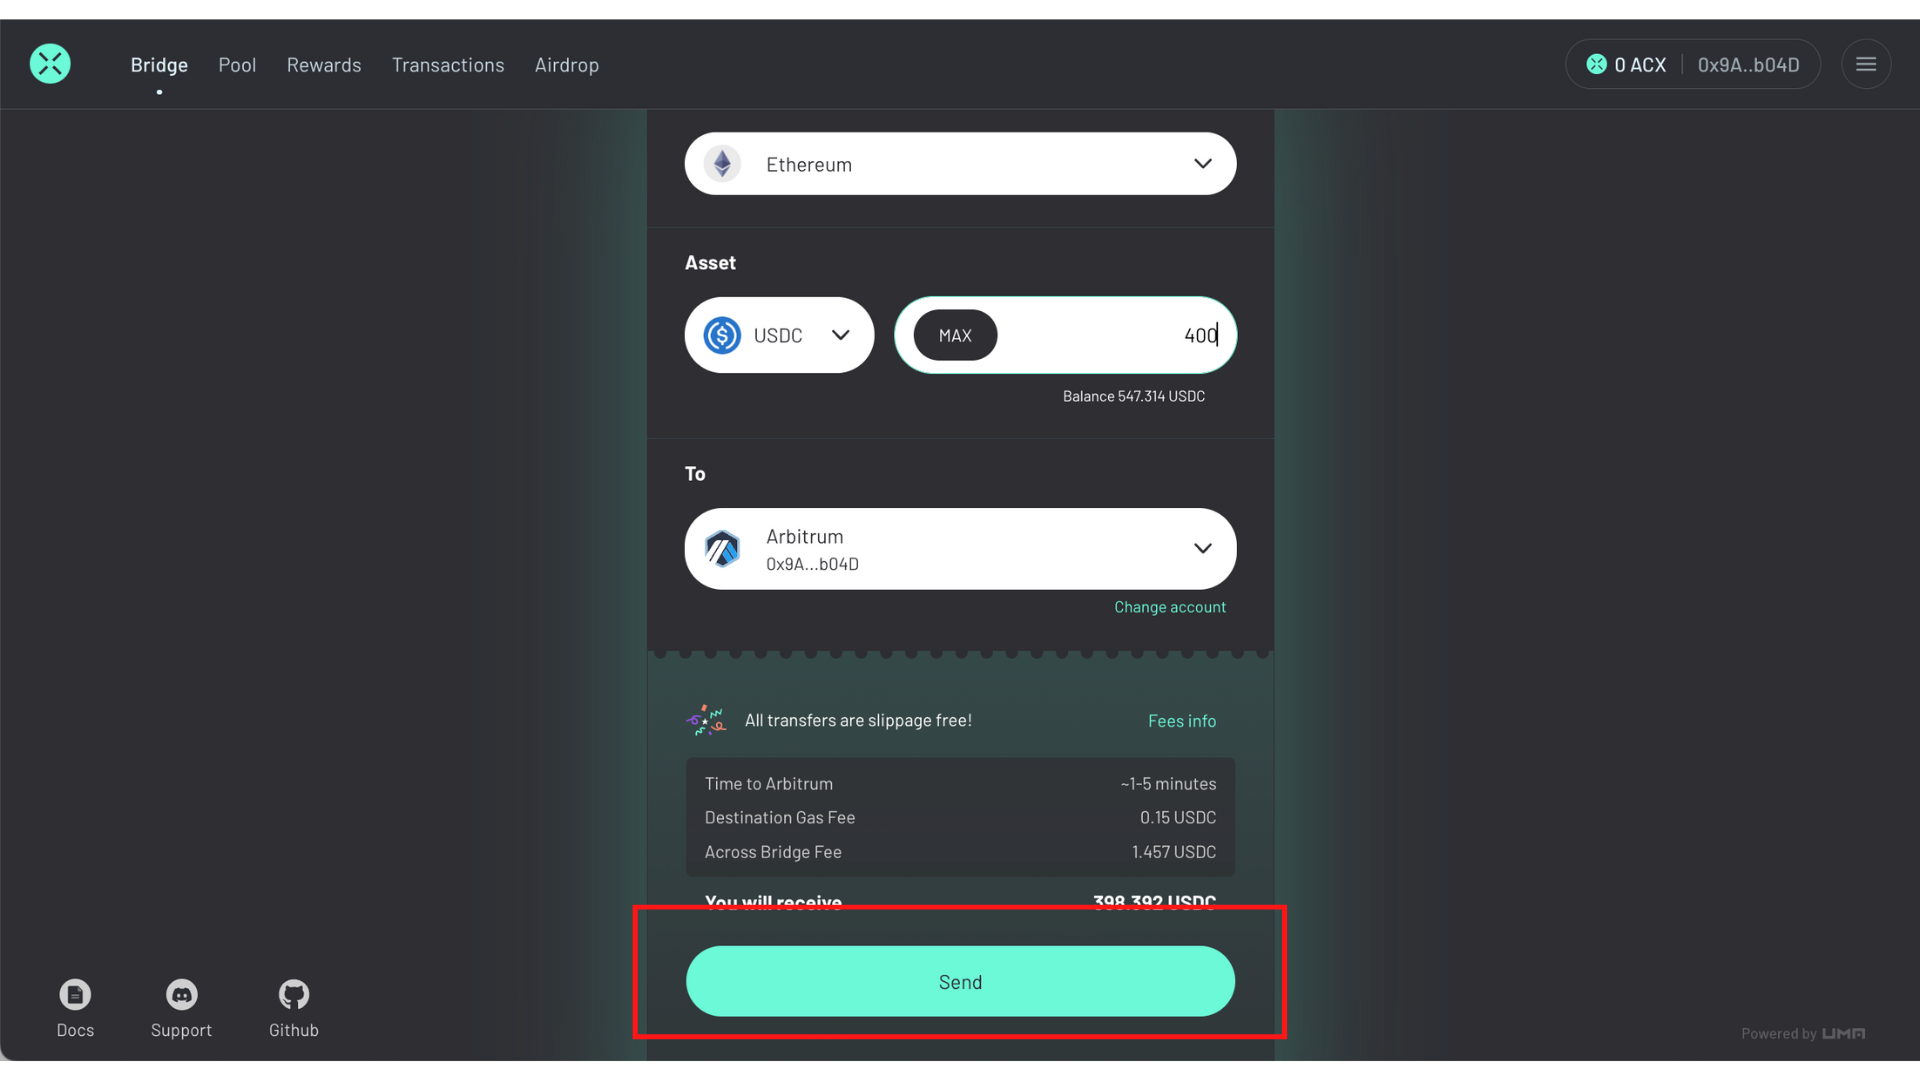 Bridge Pool Rewards Transactions Airdrop
0 ACX 0x9A..b04D
Ethereum
Asset
USDC MAX 400
Balance 547.314 USDC
To
Arbitrum
0x9A...b04D
Change account
All transfers are slippage free! Fees info
Time to Arbitrum ~1-5 minutes
Destination Gas Fee 0.15 USDC
Across Bridge Fee 1.457 USDC
You will receive 398.392 USDC
Send
Docs Support Github
Powered by UMA